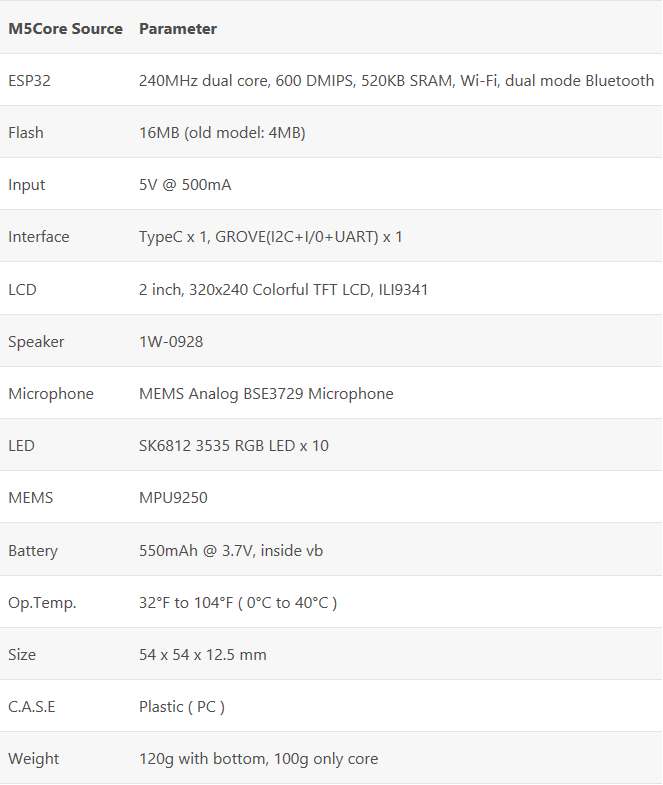 M5Core Source Parameter
ESP32 240MHz dual core, 600 DMIPS, 520KB SRAM, Wi-Fi, dual mode Bluetooth
Flash 16MB (old model: 4MB)
Input 5V @ 500mA
Interface TypeC x 1, GROVE(I2C+I/0+UART) x 1
LCD 2 inch, 320x240 Colorful TFT LCD, ILI9341
Speaker 1W-0928
Microphone MEMS Analog BSE3729 Microphone
LED SK6812 3535 RGB LED x 10
MEMS MPU9250
Battery 550mAh @ 3.7V, inside vb
Op.Temp. 32°F to 104°F ( 0°C to 40°C )
Size 54 x 54 x 12.5 mm
C.A.S.E Plastic ( PC )
Weight 120g with bottom, 100g only core